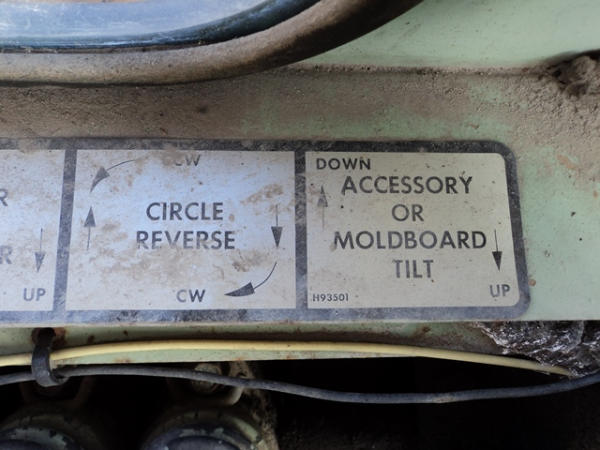 R
R
UP
CW
CIRCLE
REVERSE
CW
DOWN
ACCESSORY
OR
MOLDBOARD
TILT
H93501
UP